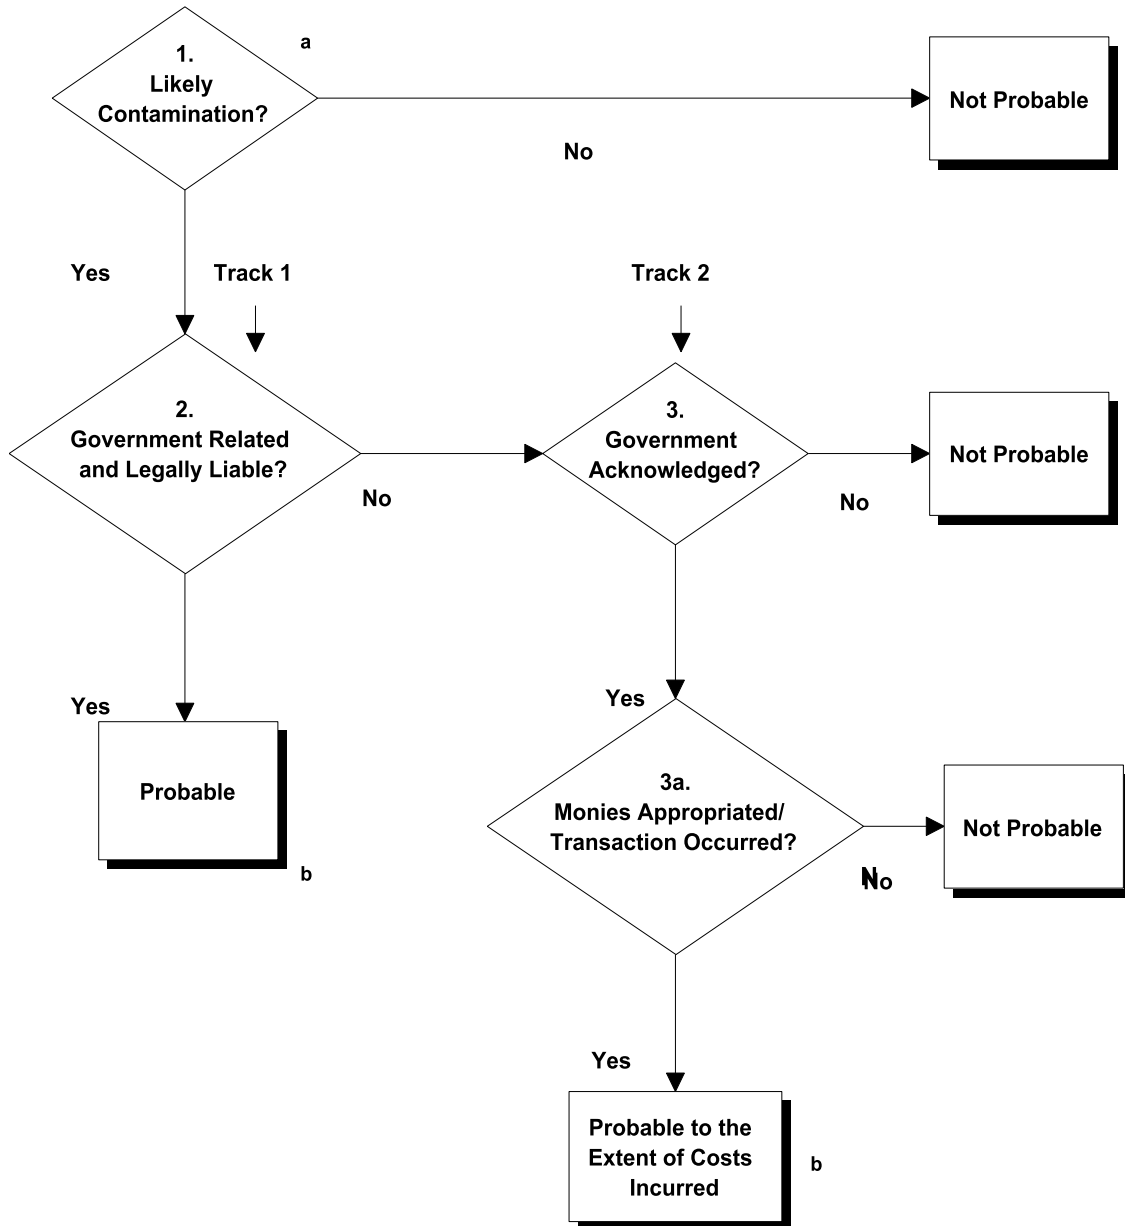 a
1.
Likely
Contamination?
Not Probable
No
Yes
Track 1
Track 2
2.
Government Related
and Legally Liable?
No
3.
Government
Acknowledged?
No
Not Probable
Yes
Probable
b
Yes
3a.
Monies Appropriated/
Transaction Occurred?
No
Not Probable
Yes
Probable to the
Extent of Costs
Incurred
b